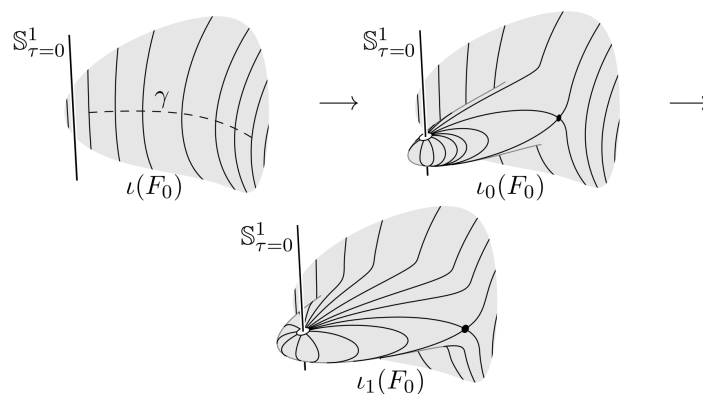 𝕊¹_{τ=0}
γ
ι(F₀)
⟶
𝕊¹_{τ=0}
ι₀(F₀)
⟶
𝕊¹_{τ=0}
ι₁(F₀)